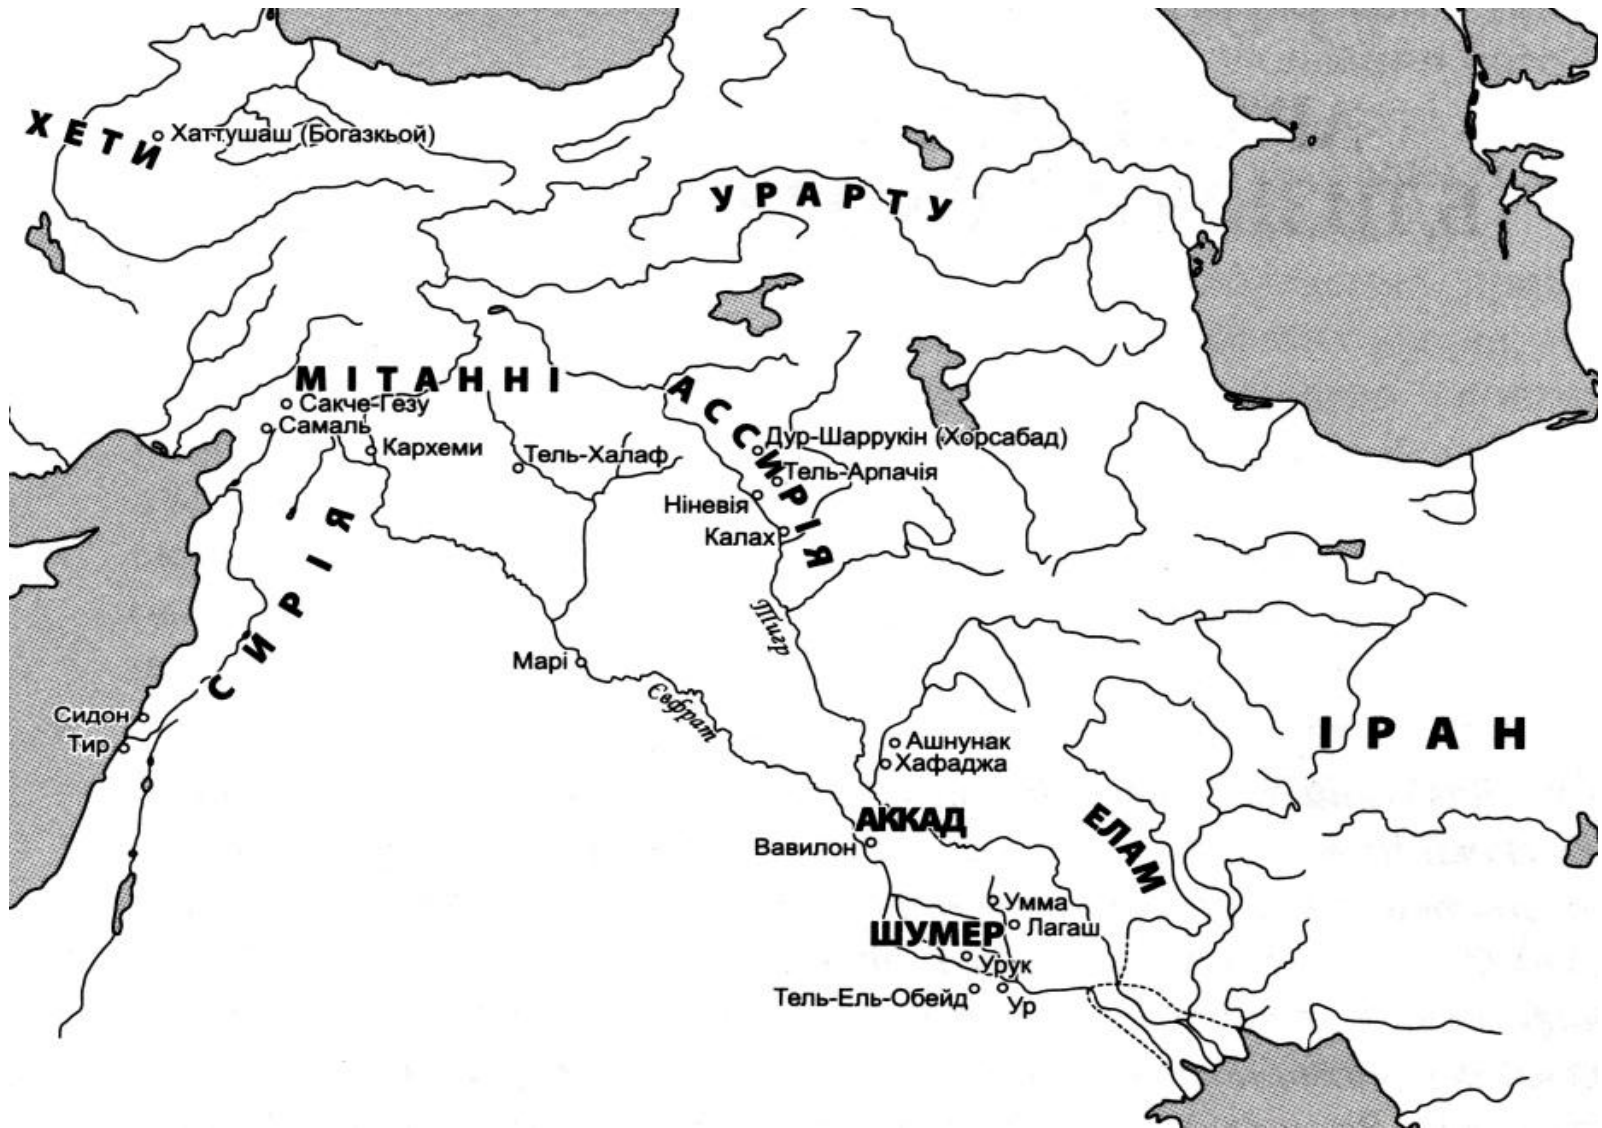 ХЕТИ
Хаттушаш (Богазкьой)
УРАРТУ
МІТАННІ
АССИРІЯ
Сакче-Гезу
Самаль
Кархеми
Тель-Халаф
Дур-Шаррукін (Хорсабад)
Тель-Арпачія
Ніневія
Калах
СИРІЯ
Тигр
Марі
Євфрат
Сидон
Тир
ІРАН
Ашнунак
Хафаджа
АККАД
ЕЛАМ
Вавилон
Умма
Лагаш
ШУМЕР
Урук
Тель-Ель-Обейд
Ур